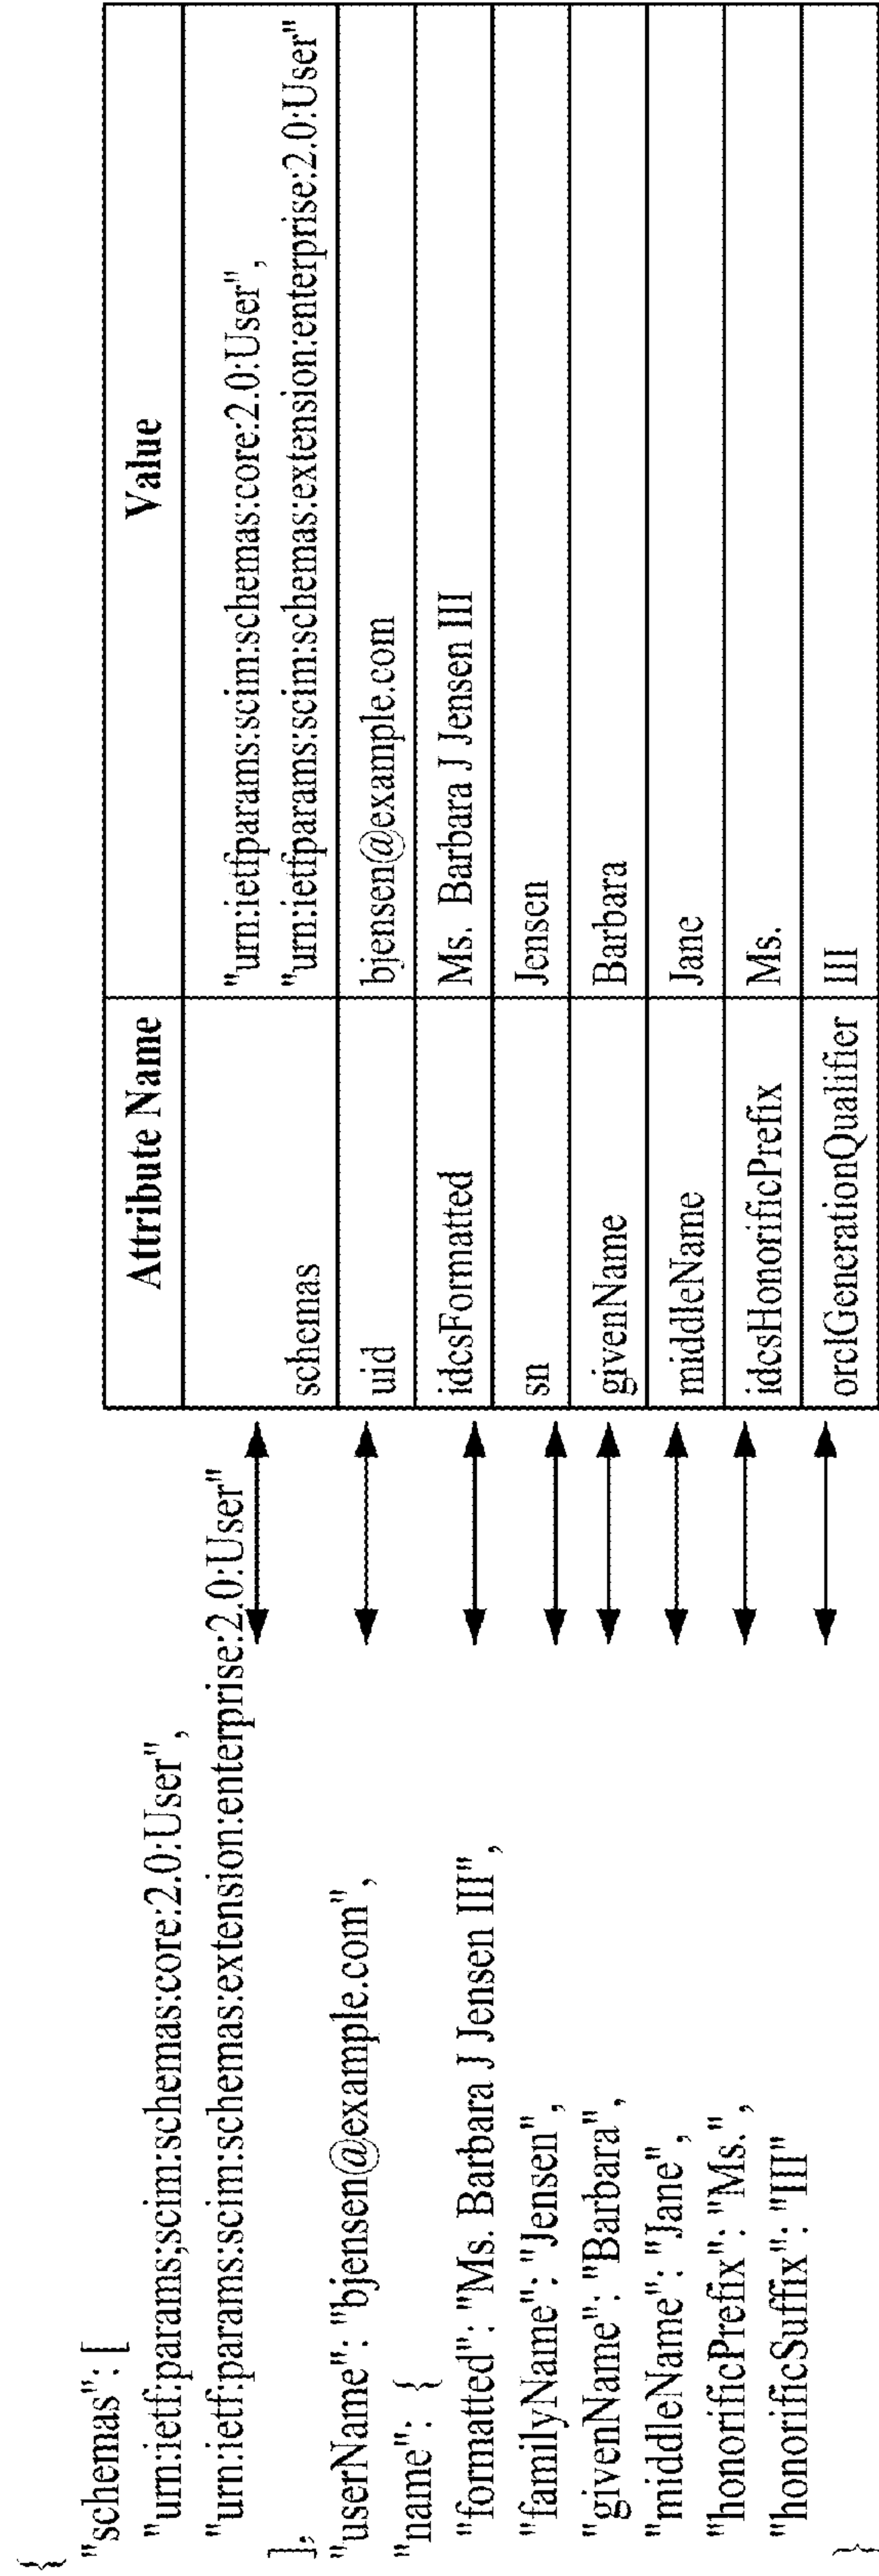 {
"schemas": [
"urn:ietf:params;scim:schemas:core:2.0:User",
"urn:ietf:params:scim:schemas:extension:enterprise:2.0:User"
],
"userName": "bjensen@example.com",
"name": {
"formatted": "Ms. Barbara J Jensen III",
"familyName": "Jensen",
"givenName": "Barbara",
"middleName": "Jane",
"honorificPrefix": "Ms.",
"honorificSuffix": "III"
}
Attribute Name Value
schemas "urn:ietfparams:scim:schemas:core:2.0:User",
"urn:ietfparams:scim:schemas:extension:enterprise:2.0:User"
uid bjensen@example.com
idcsFormatted Ms. Barbara J Jensen III
sn Jensen
givenName Barbara
middleName Jane
idcsHonorificPrefix Ms.
orclGenerationQualifier III